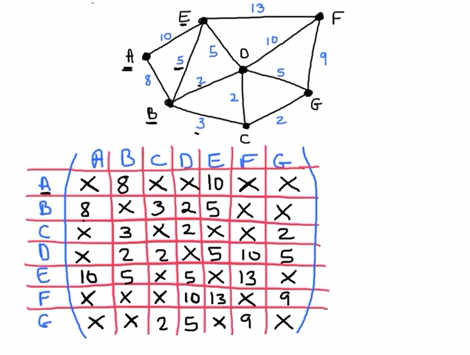 13
E
F
10
A
5
5
D
10
9
8
2
5
B
2
G
3
2
C
A B C D E F G
A X 8 X X 10 X X
B 8 X 3 2 5 X X
C X 3 X 2 X X 2
D X 2 2 X 5 10 5
E 10 5 X 5 X 13 X
F X X X 10 13 X 9
G X X 2 5 X 9 X